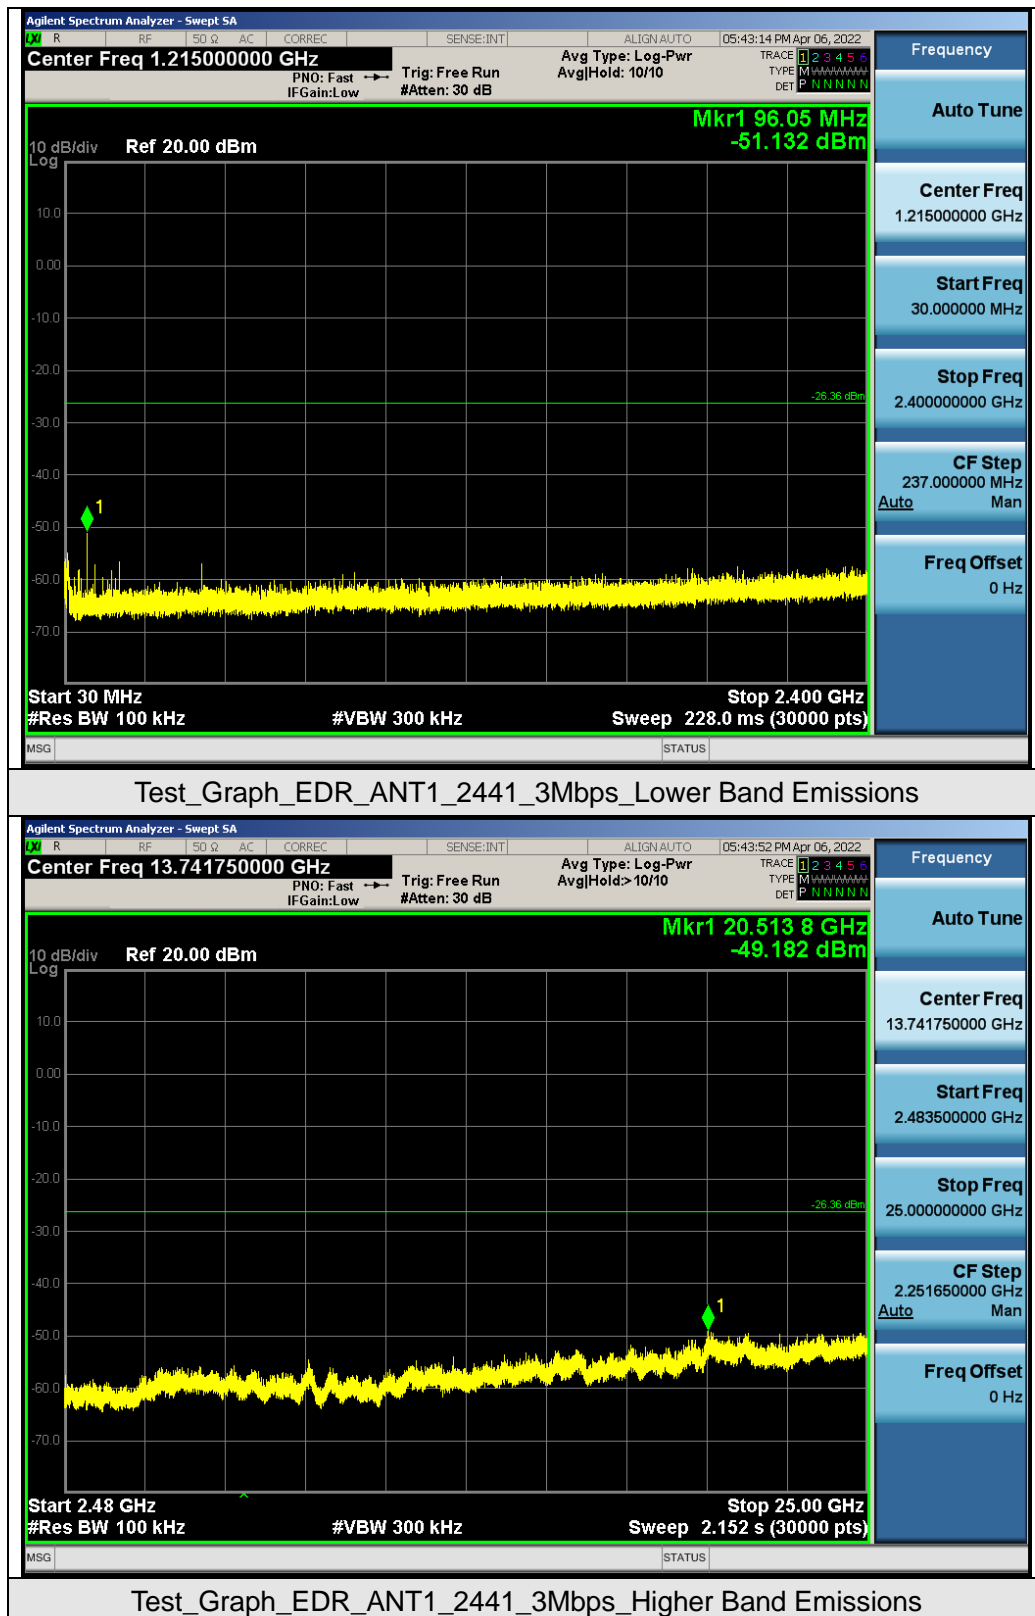 Agilent Spectrum Analyzer - Swept SA
LXI R RF 50 Ω AC CORREC SENSE:INT ALIGN AUTO 05:43:14 PM Apr 06, 2022
Center Freq 1.215000000 GHz
PNO: Fast
IFGain:Low
Trig: Free Run
#Atten: 30 dB
Avg Type: Log-Pwr
Avg|Hold: 10/10
TRACE 1 2 3 4 5 6
TYPE M WWWWW
DET P N N N N N
Frequency
Auto Tune
Center Freq
1.215000000 GHz
Start Freq
30.000000 MHz
Stop Freq
2.400000000 GHz
CF Step
237.000000 MHz
Auto Man
Freq Offset
0 Hz
Mkr1 96.05 MHz
-51.132 dBm
10 dB/div Ref 20.00 dBm
Log
10.0
0.00
-10.0
-20.0
-26.36 dBm
-30.0
-40.0
1
-50.0
-60.0
-70.0
Start 30 MHz Stop 2.400 GHz
#Res BW 100 kHz #VBW 300 kHz Sweep 228.0 ms (30000 pts)
MSG STATUS
Test_Graph_EDR_ANT1_2441_3Mbps_Lower Band Emissions
Agilent Spectrum Analyzer - Swept SA
LXI R RF 50 Ω AC CORREC SENSE:INT ALIGN AUTO 05:43:52 PM Apr 06, 2022
Center Freq 13.741750000 GHz
PNO: Fast
IFGain:Low
Trig: Free Run
#Atten: 30 dB
Avg Type: Log-Pwr
Avg|Hold:> 10/10
TRACE 1 2 3 4 5 6
TYPE M WWWWW
DET P N N N N N
Frequency
Auto Tune
Center Freq
13.741750000 GHz
Start Freq
2.483500000 GHz
Stop Freq
25.000000000 GHz
CF Step
2.251650000 GHz
Auto Man
Freq Offset
0 Hz
Mkr1 20.513 8 GHz
-49.182 dBm
10 dB/div Ref 20.00 dBm
Log
10.0
0.00
-10.0
-20.0
-26.36 dBm
-30.0
-40.0
1
-50.0
-60.0
-70.0
Start 2.48 GHz Stop 25.00 GHz
#Res BW 100 kHz #VBW 300 kHz Sweep 2.152 s (30000 pts)
MSG STATUS
Test_Graph_EDR_ANT1_2441_3Mbps_Higher Band Emissions